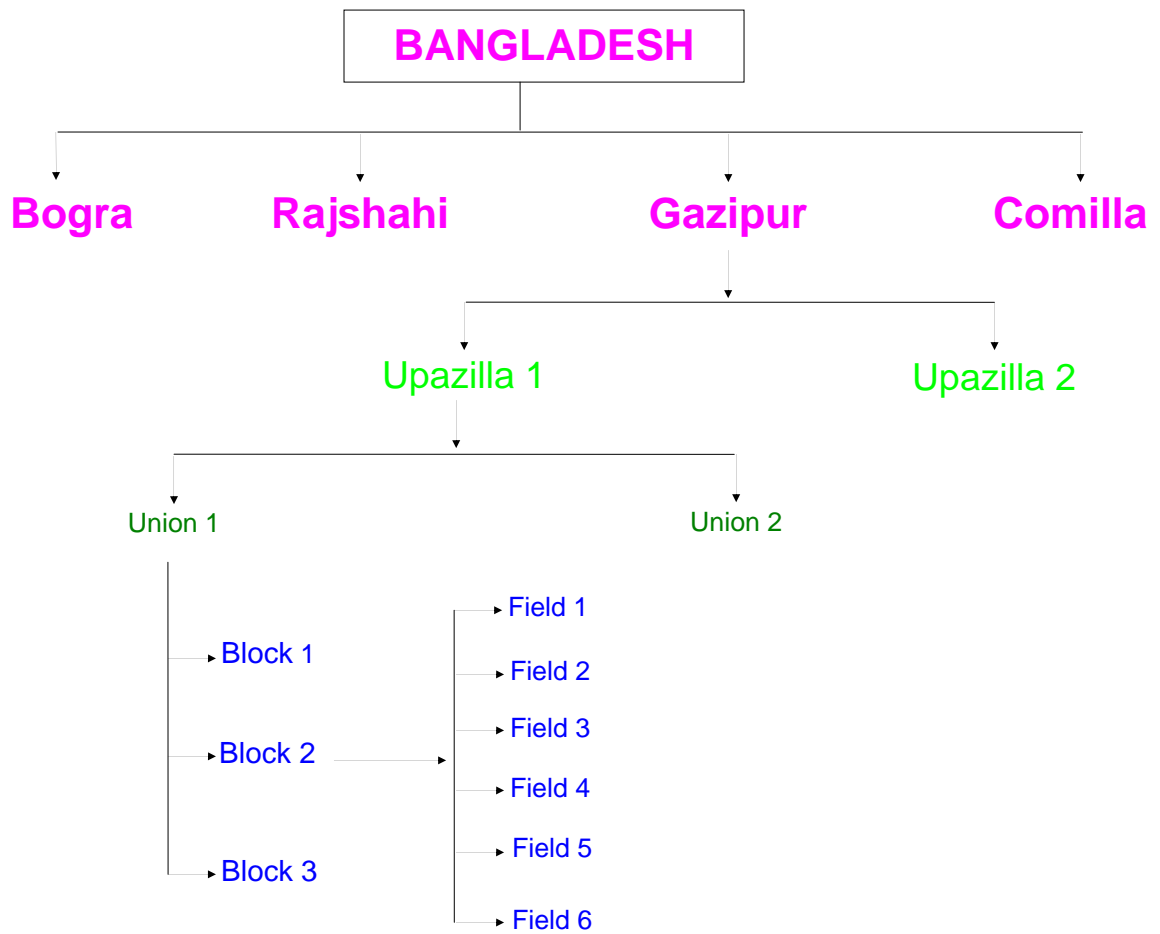 BANGLADESH
Bogra
Rajshahi
Gazipur
Comilla
Upazilla 1
Upazilla 2
Union 1
Union 2
Block 1
Block 2
Block 3
Field 1
Field 2
Field 3
Field 4
Field 5
Field 6